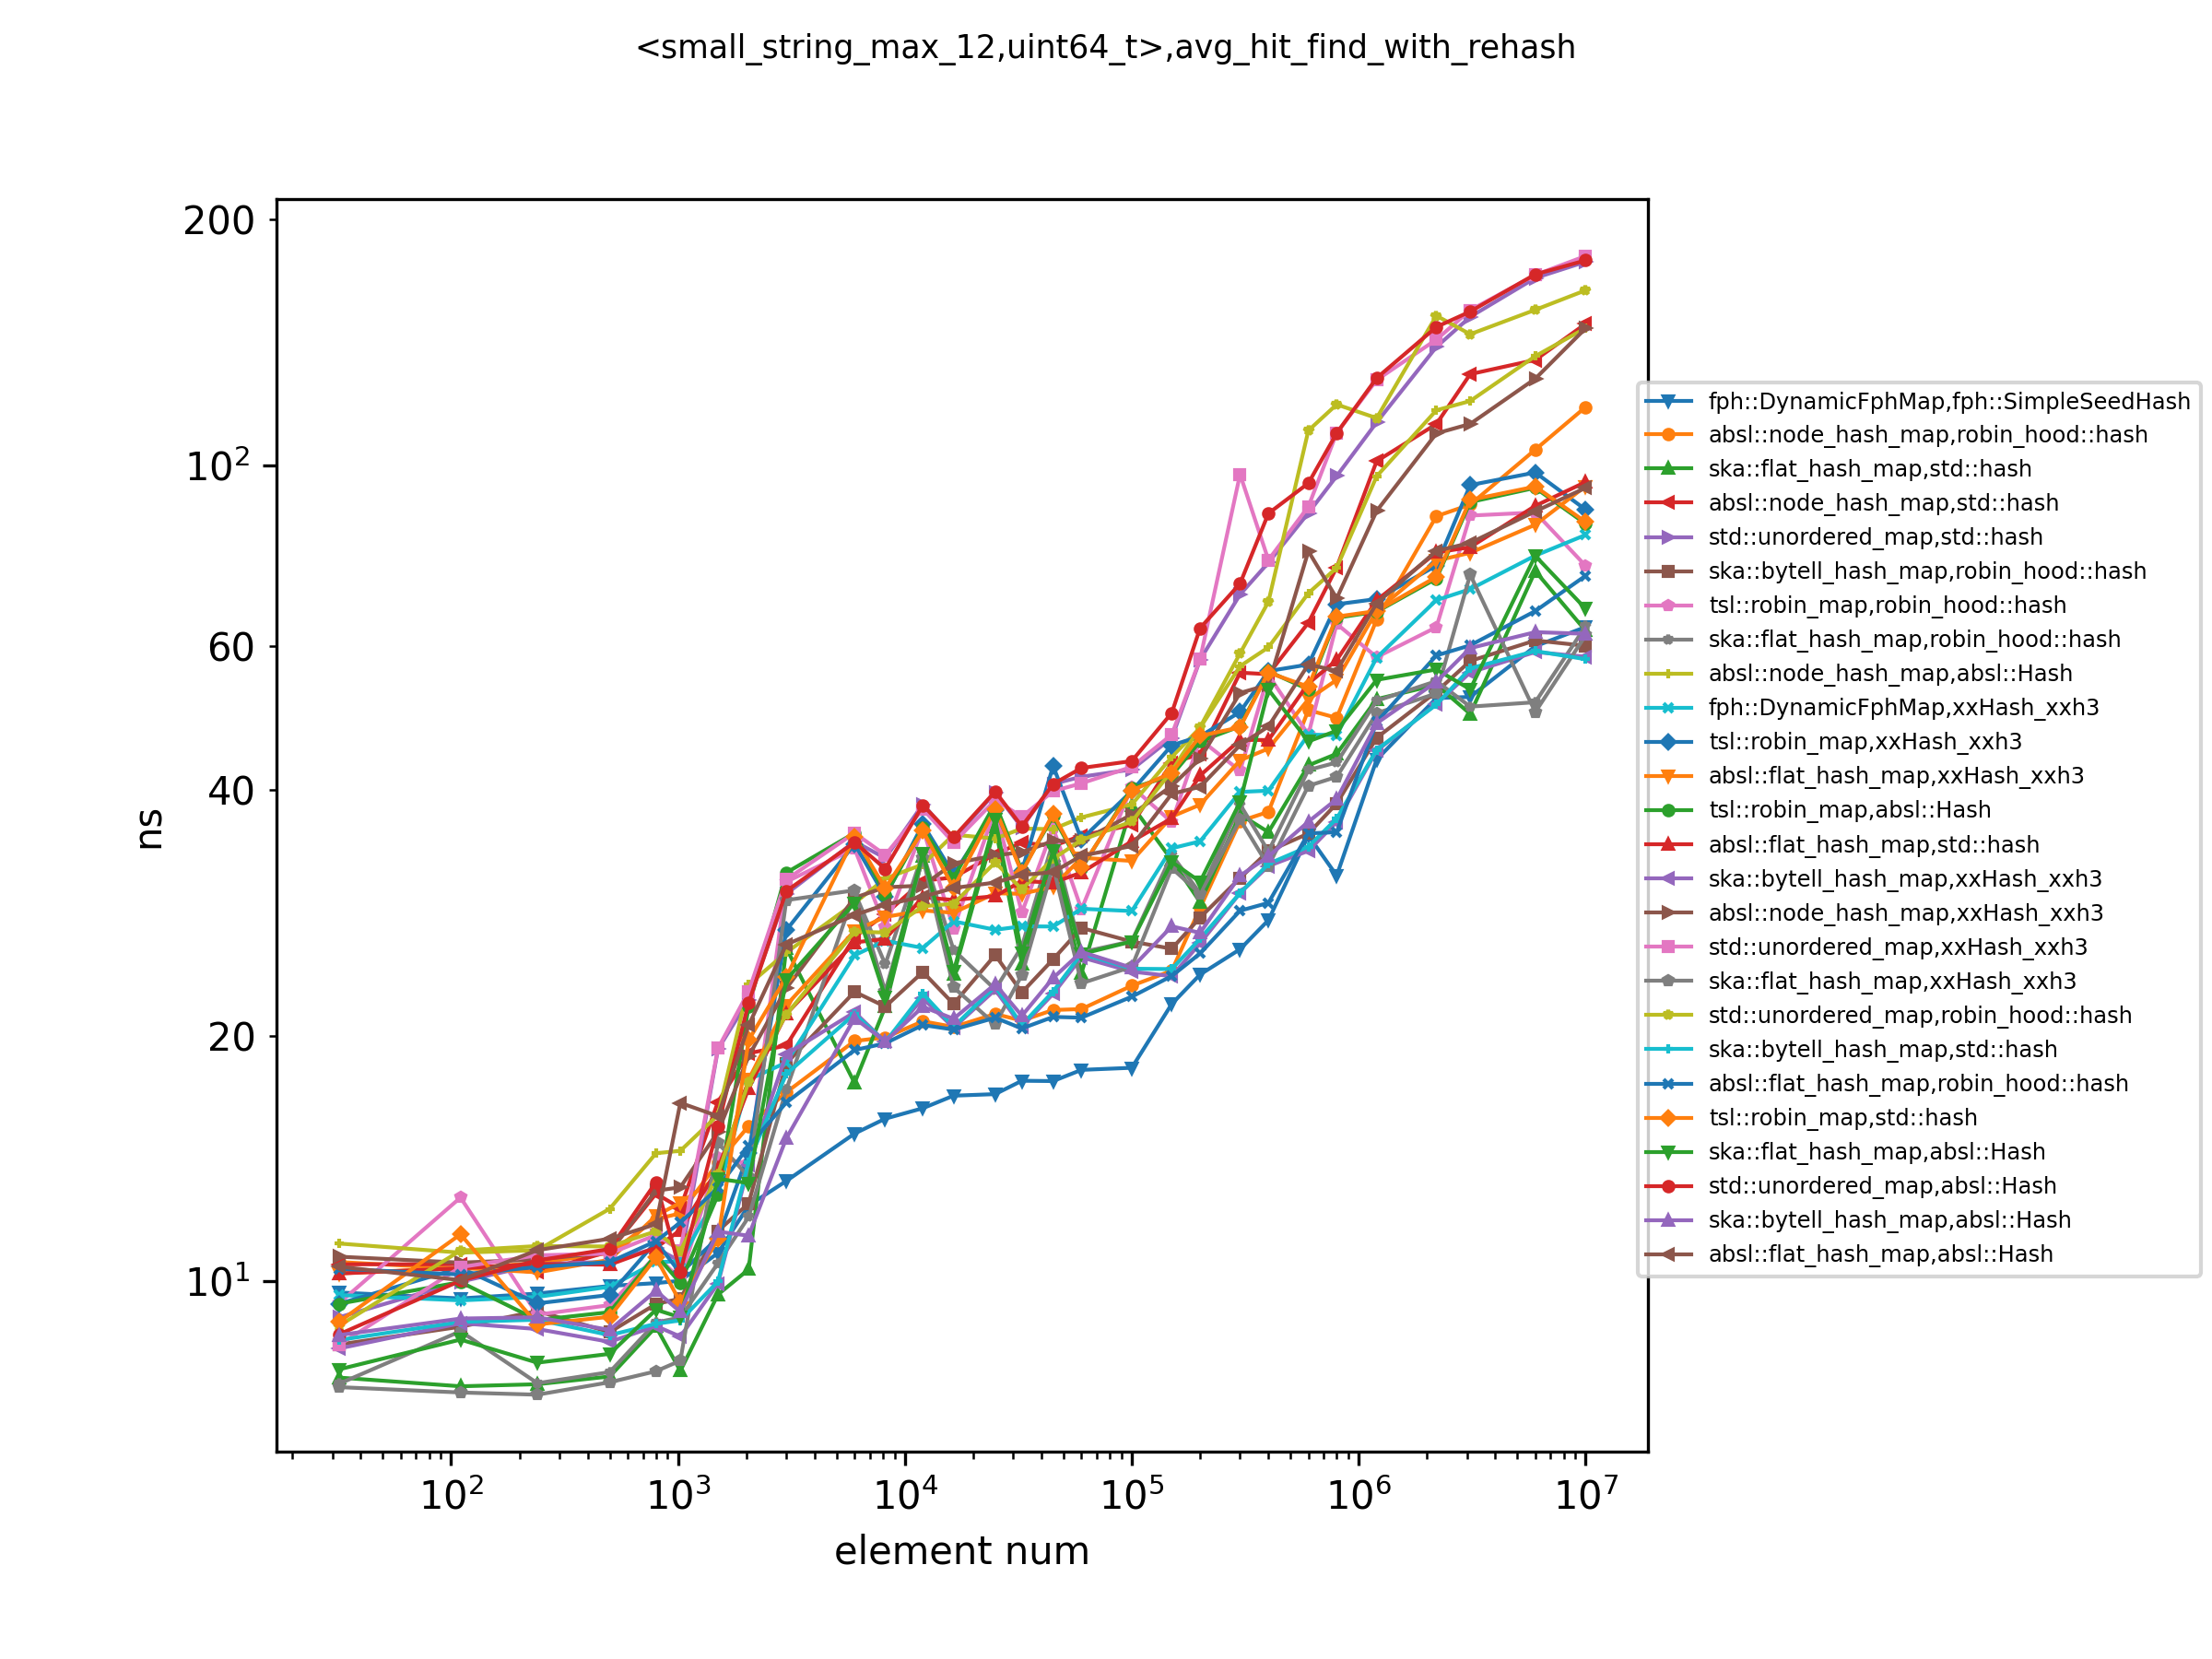 <small_string_max_12,uint64_t>,avg_hit_find_with_rehash
200
10²
60
40
20
10¹
ns
10² 10³ 10⁴ 10⁵ 10⁶ 10⁷
element num
fph::DynamicFphMap,fph::SimpleSeedHash
absl::node_hash_map,robin_hood::hash
ska::flat_hash_map,std::hash
absl::node_hash_map,std::hash
std::unordered_map,std::hash
ska::bytell_hash_map,robin_hood::hash
tsl::robin_map,robin_hood::hash
ska::flat_hash_map,robin_hood::hash
absl::node_hash_map,absl::Hash
fph::DynamicFphMap,xxHash_xxh3
tsl::robin_map,xxHash_xxh3
absl::flat_hash_map,xxHash_xxh3
tsl::robin_map,absl::Hash
absl::flat_hash_map,std::hash
ska::bytell_hash_map,xxHash_xxh3
absl::node_hash_map,xxHash_xxh3
std::unordered_map,xxHash_xxh3
ska::flat_hash_map,xxHash_xxh3
std::unordered_map,robin_hood::hash
ska::bytell_hash_map,std::hash
absl::flat_hash_map,robin_hood::hash
tsl::robin_map,std::hash
ska::flat_hash_map,absl::Hash
std::unordered_map,absl::Hash
ska::bytell_hash_map,absl::Hash
absl::flat_hash_map,absl::Hash